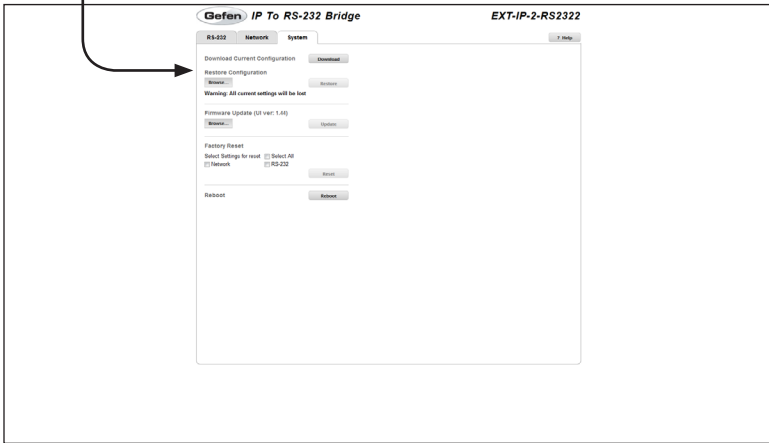 Gefen IP To RS-232 Bridge EXT-IP-2-RS2322
RS-232 Network System ? Help
Download Current Configuration Download
Restore Configuration
Browse... Restore
Warning: All current settings will be lost
Firmware Update (UI ver: 1.44)
Browse... Update
Factory Reset
Select Settings for reset: Select All
Network RS-232
Reset
Reboot Reboot